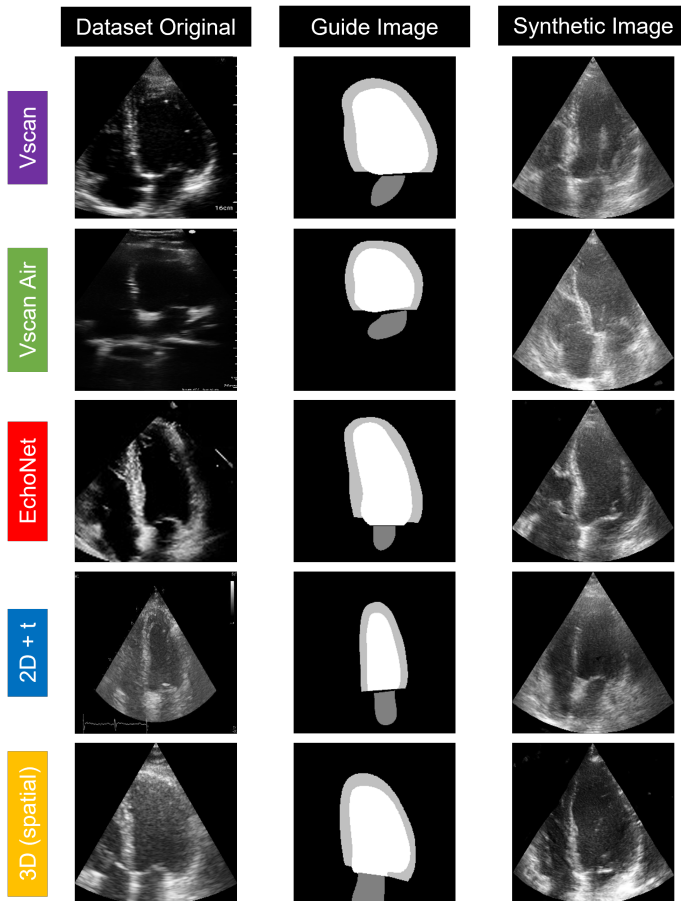 Dataset Original
Guide Image
Synthetic Image
Vscan
16cm
Vscan Air
EchoNet
2D + t
3D (spatial)